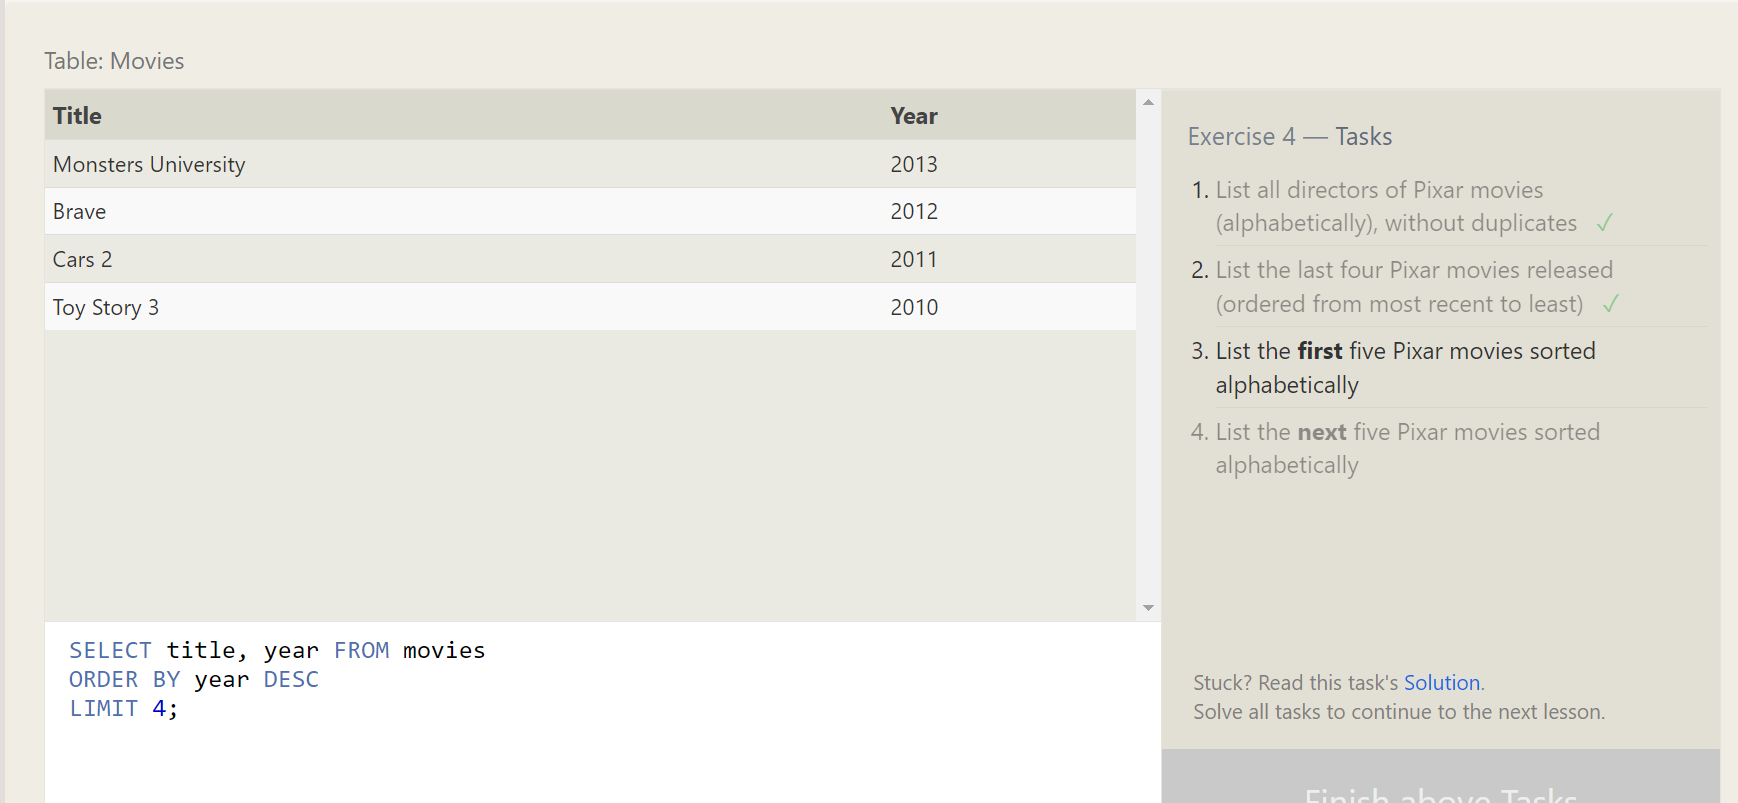 Table: Movies
Title Year
Monsters University 2013
Brave 2012
Cars 2 2011
Toy Story 3 2010
SELECT title, year FROM movies
ORDER BY year DESC
LIMIT 4;
Exercise 4 — Tasks
1. List all directors of Pixar movies
(alphabetically), without duplicates ✓
2. List the last four Pixar movies released
(ordered from most recent to least) ✓
3. List the first five Pixar movies sorted
alphabetically
4. List the next five Pixar movies sorted
alphabetically
Stuck? Read this task's Solution.
Solve all tasks to continue to the next lesson.
Finish above Tasks